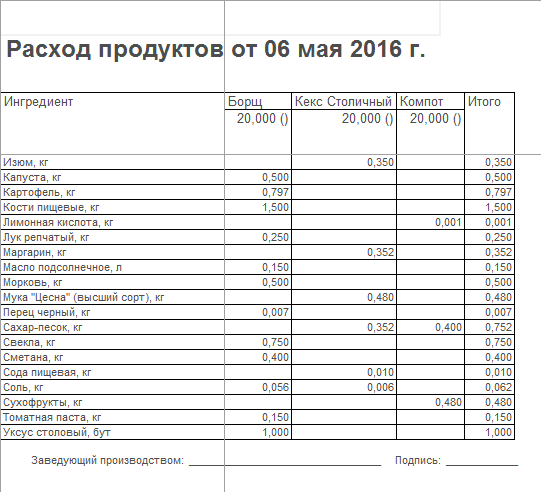 Расход продуктов от 06 мая 2016 г.
Ингредиент Борщ Кекс Столичный Компот Итого
20,000 () 20,000 () 20,000 ()
Изюм, кг 0,350 0,350
Капуста, кг 0,500 0,500
Картофель, кг 0,797 0,797
Кости пищевые, кг 1,500 1,500
Лимонная кислота, кг 0,001 0,001
Лук репчатый, кг 0,250 0,250
Маргарин, кг 0,352 0,352
Масло подсолнечное, л 0,150 0,150
Морковь, кг 0,500 0,500
Мука "Цесна" (высший сорт), кг 0,480 0,480
Перец черный, кг 0,007 0,007
Сахар-песок, кг 0,352 0,400 0,752
Свекла, кг 0,750 0,750
Сметана, кг 0,400 0,400
Сода пищевая, кг 0,010 0,010
Соль, кг 0,056 0,006 0,062
Сухофрукты, кг 0,480 0,480
Томатная паста, кг 0,150 0,150
Уксус столовый, бут 1,000 1,000
Заведующий производством: Подпись: